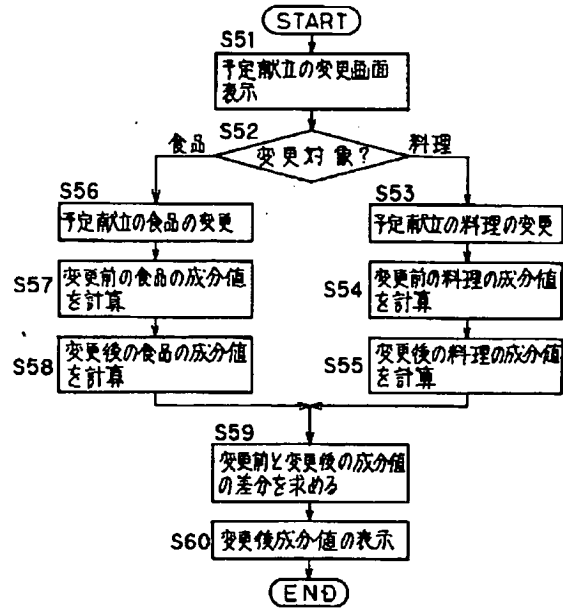 START
S51
予定献立の変更画面
表示
S52
食品
変更対象?
料理
S56
予定献立の食品の変更
S53
予定献立の料理の変更
S57
変更前の食品の成分値
を計算
S54
変更前の料理の成分値
を計算
S58
変更後の食品の成分値
を計算
S55
変更後の料理の成分値
を計算
S59
変更前と変更後の成分値
の差分を求める
S60
変更後成分値の表示
END